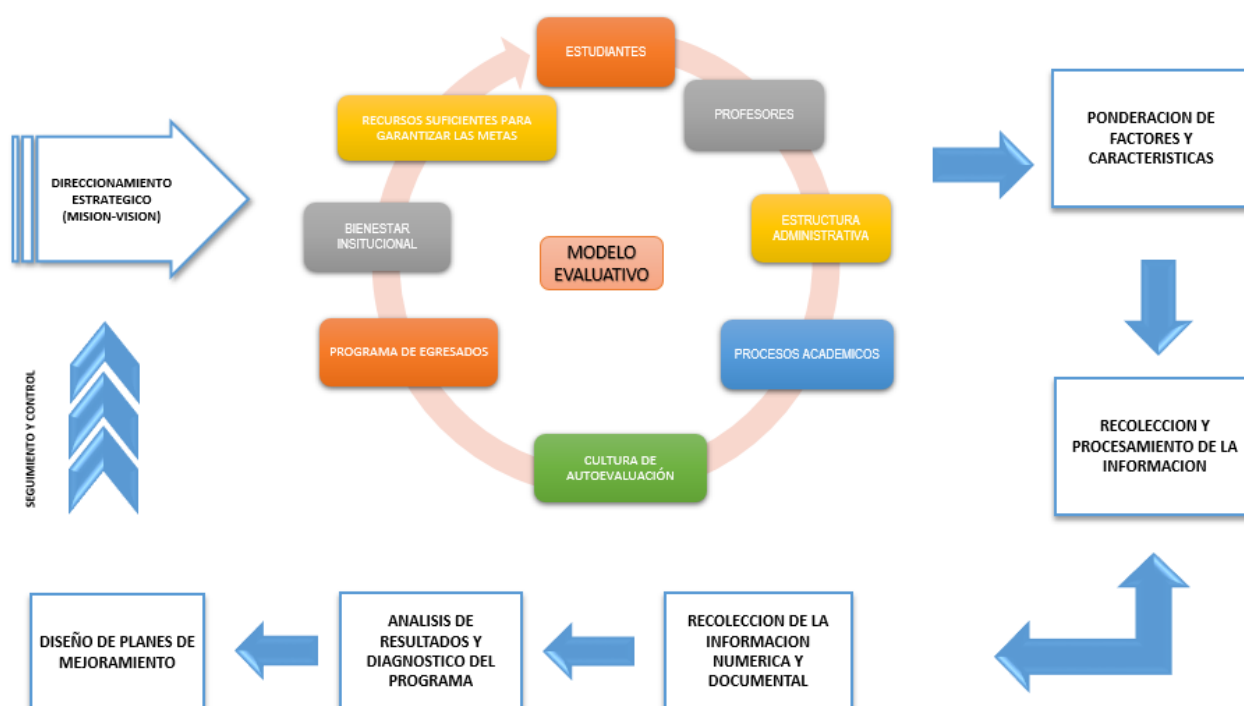 DIRECCIONAMIENTO
ESTRATEGICO
(MISION-VISION)
ESTUDIANTES
PROFESORES
ESTRUCTURA
ADMINISTRATIVA
PROCESOS ACADEMICOS
CULTURA DE
AUTOEVALUACIÓN
PROGRAMA DE EGRESADOS
BIENESTAR
INSITUCIONAL
RECURSOS SUFICIENTES PARA
GARANTIZAR LAS METAS
MODELO
EVALUATIVO
PONDERACION DE
FACTORES Y
CARACTERISTICAS
RECOLECCION Y
PROCESAMIENTO DE LA
INFORMACION
RECOLECCION DE LA
INFORMACION
NUMERICA Y
DOCUMENTAL
ANALISIS DE
RESULTADOS Y
DIAGNOSTICO DEL
PROGRAMA
DISEÑO DE PLANES DE
MEJORAMIENTO
SEGUIMIENTO Y CONTROL